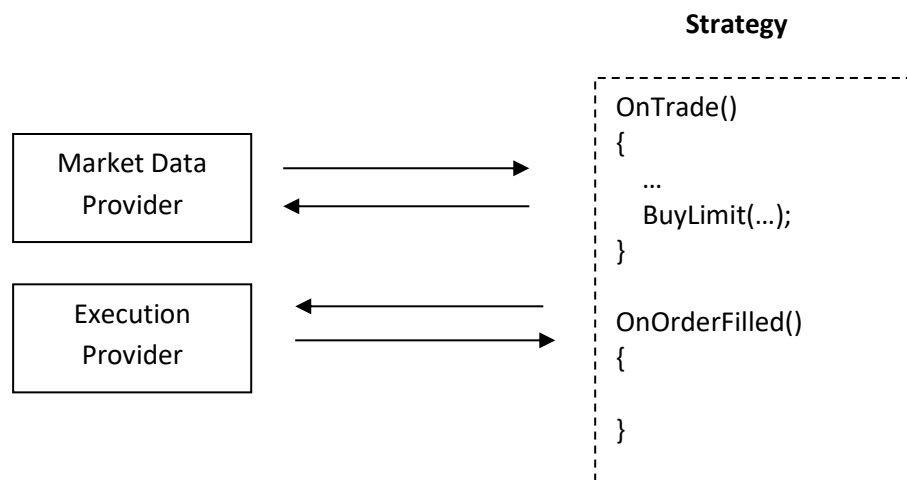 Strategy
Market Data
Provider
Execution
Provider
OnTrade()
{
...
BuyLimit(...);
}
OnOrderFilled()
{
}